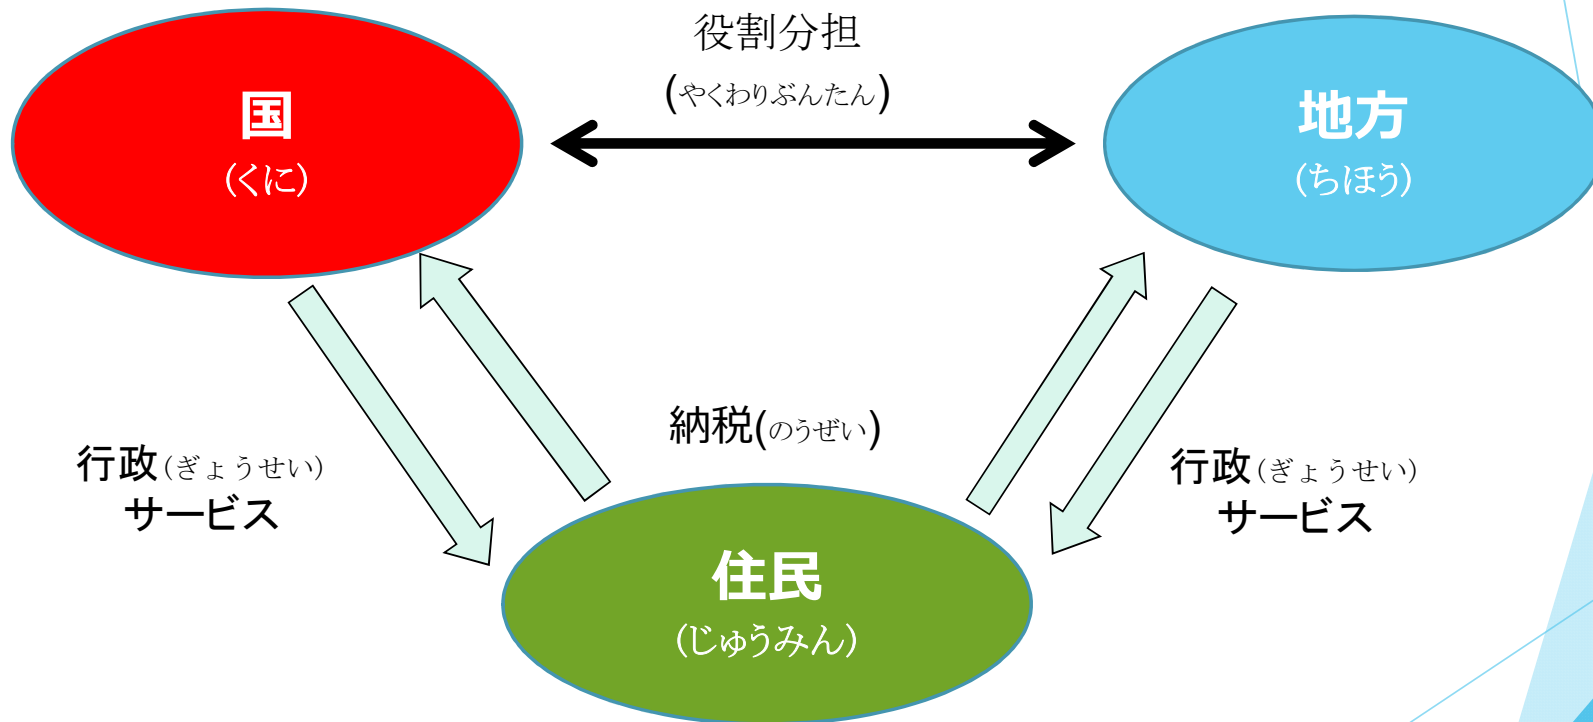 役割分担
(やくわりぶんたん)
国
(くに)
地方
(ちほう)
納税(のうぜい)
行政(ぎょうせい)
サービス
行政(ぎょうせい)
サービス
住民
(じゅうみん)